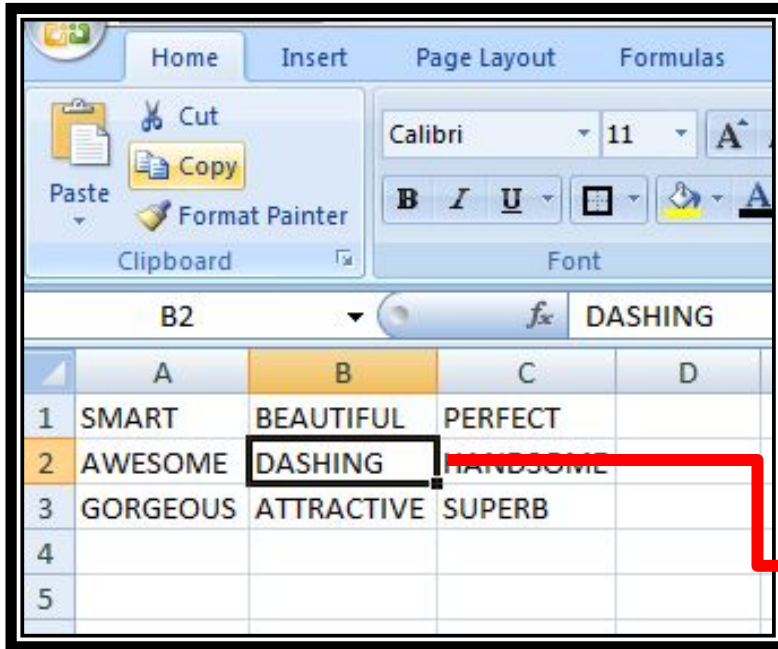 Home Insert Page Layout Formulas
Cut
Calibri 11 A
Copy
Paste
B I U A
Format Painter
Clipboard Font
B2 fx DASHING
A B C D
1 SMART BEAUTIFUL PERFECT
2 AWESOME DASHING HANDSOME
3 GORGEOUS ATTRACTIVE SUPERB
4
5